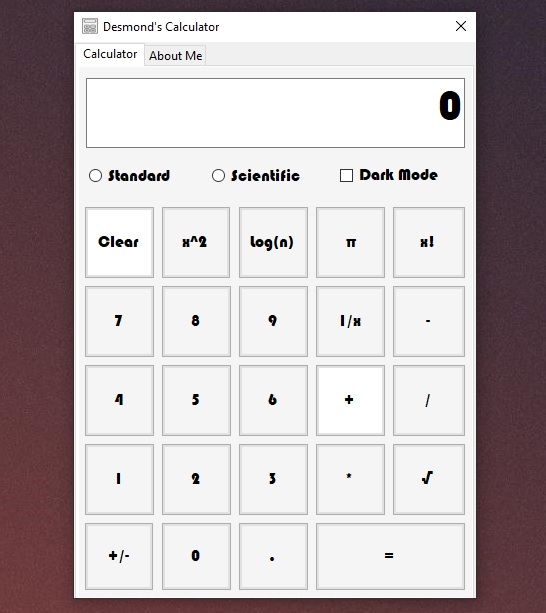 Desmond's Calculator
Calculator About Me
0
Standard Scientific Dark Mode
Clear x^2 Log(n) π x!
7 8 9 1/x -
4 5 6 + /
1 2 3 * √
+/- 0 . =